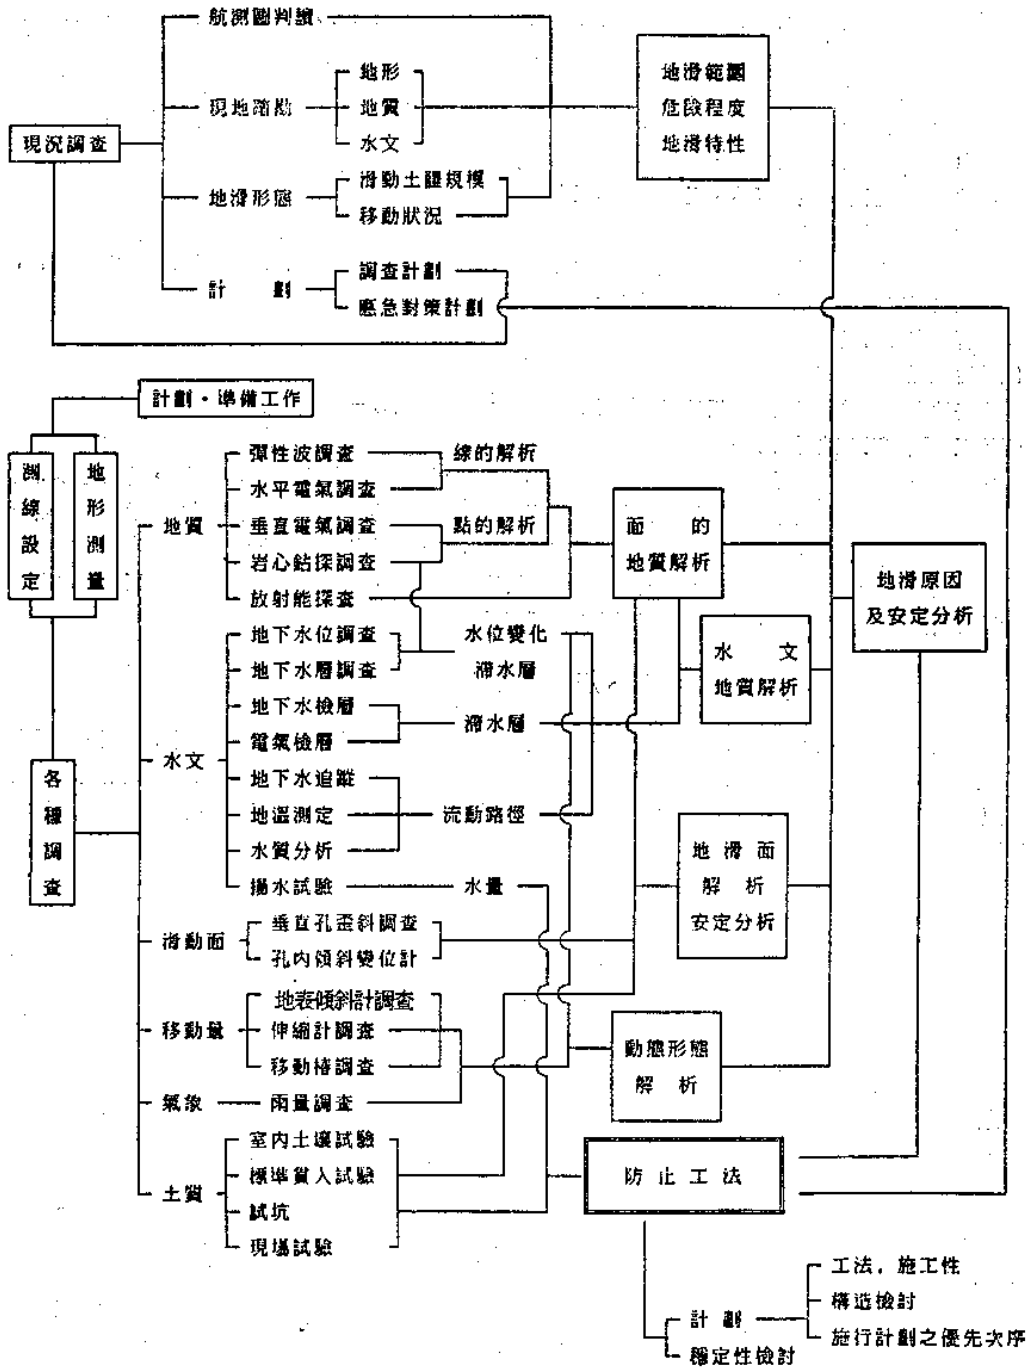 航測圖判讀
現地踏勘
地形
地質
水文
地滑範圍
危險程度
地滑特性
現況調查
地滑形態
滑動土體規模
移動狀況
計劃
調查計劃
應急對策計劃
計劃·準備工作
測線設定
地形測量
地質
彈性波調查
水平電氣調查
垂直電氣調查
岩心鉆探調查
放射能探查
線的解析
點的解析
面的
地質解析
地滑原因
及安定分析
水文
地下水位調查
地下水層調查
地下水檢層
電氣檢層
地下水追蹤
地溫測定
水質分析
揚水試驗
水位變化
滯水層
滯水層
流動路徑
水量
水文
地質解析
各種調查
地滑面
解析
安定分析
滑動面
垂直孔歪斜調查
孔內傾斜變位計
移動量
地表傾斜計調查
伸縮計調查
移動樁調查
動態形態
解析
氣象
雨量調查
土質
室內土壤試驗
標準貫入試驗
試坑
現場試驗
防止工法
計劃
穩定性檢討
工法，施工性
構造檢討
施行計劃之優先次序